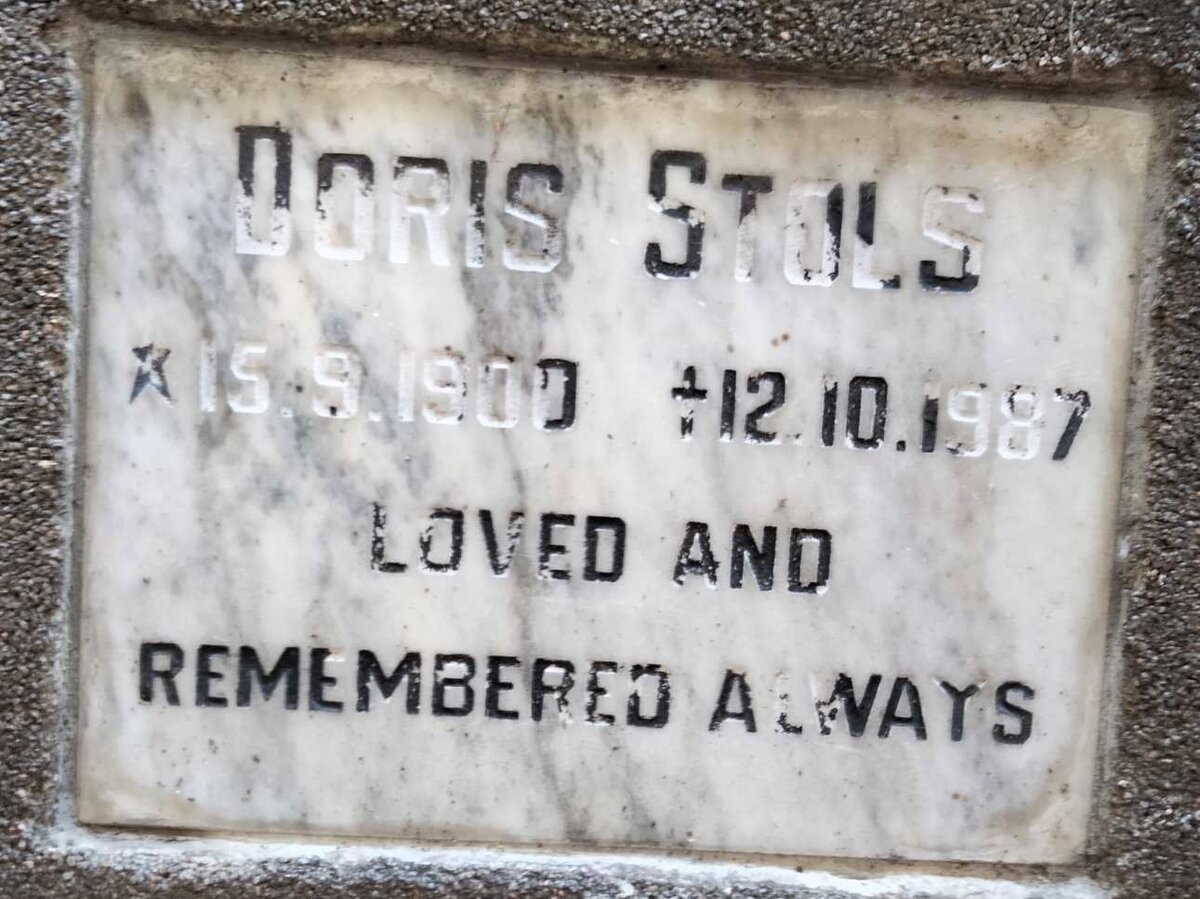 DORIS STOLS
★ 15.9.1900 ✝ 12.10.1987
LOVED AND
REMEMBERED ALWAYS